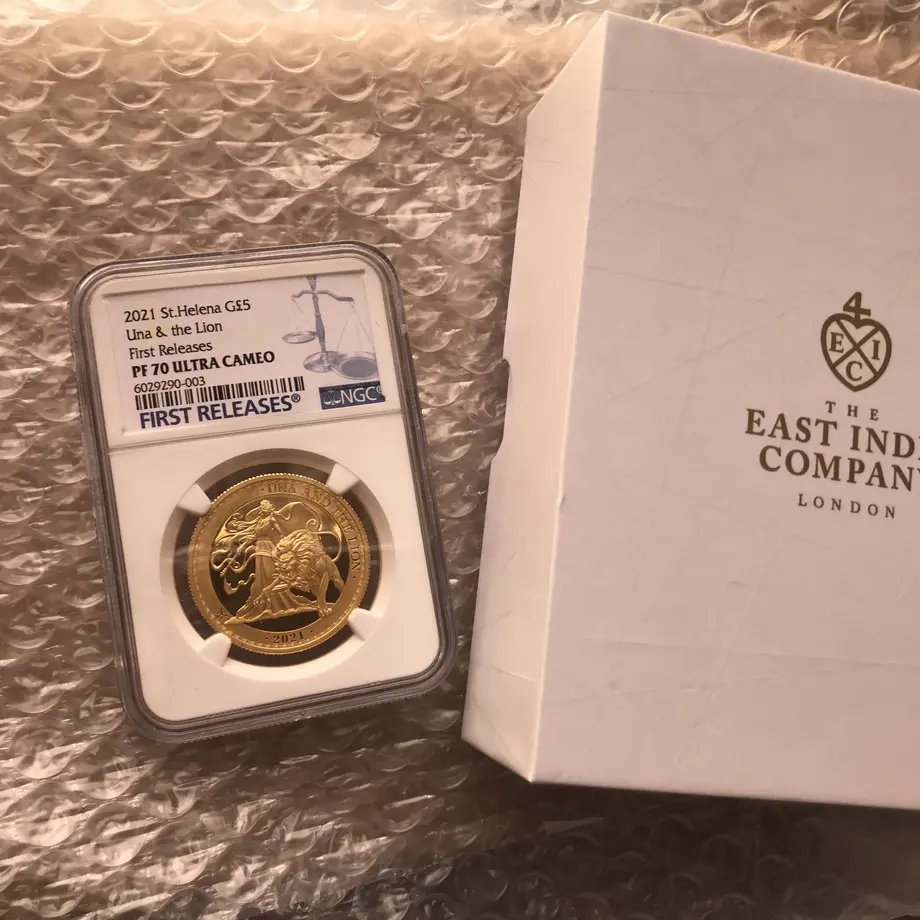 2021 St.Helena G£5
Una & the Lion
First Releases
PF 70 ULTRA CAMEO
6029290-003
FIRST RELEASES®
NGC®
·UNA AND THE LION·
·2021·
4
E I
C
THE
EAST INDI
COMPANY
LONDON